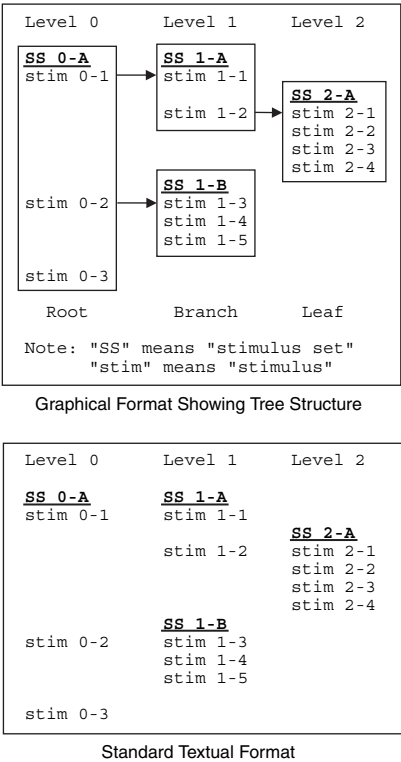 Level 0 Level 1 Level 2
SS 0-A SS 1-A
stim 0-1 stim 1-1
SS 2-A
stim 1-2 stim 2-1
stim 2-2
stim 2-3
stim 2-4
SS 1-B
stim 0-2 stim 1-3
stim 1-4
stim 1-5
stim 0-3
Root Branch Leaf
Note: "SS" means "stimulus set"
"stim" means "stimulus"
Graphical Format Showing Tree Structure
Level 0 Level 1 Level 2
SS 0-A SS 1-A
stim 0-1 stim 1-1
SS 2-A
stim 1-2 stim 2-1
stim 2-2
stim 2-3
stim 2-4
SS 1-B
stim 0-2 stim 1-3
stim 1-4
stim 1-5
stim 0-3
Standard Textual Format